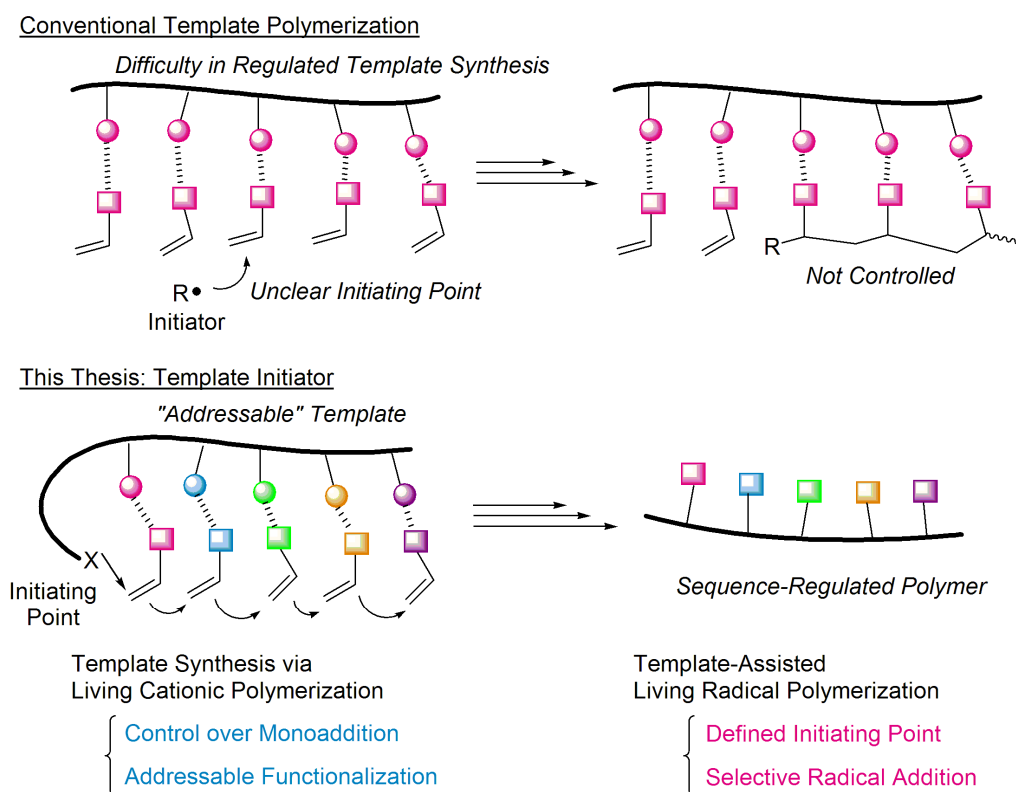 Conventional Template Polymerization
Difficulty in Regulated Template Synthesis
R•
Initiator
Unclear Initiating Point
R
Not Controlled
This Thesis: Template Initiator
"Addressable" Template
X
Initiating
Point
Sequence-Regulated Polymer
Template Synthesis via
Living Cationic Polymerization
Control over Monoaddition
Addressable Functionalization
Template-Assisted
Living Radical Polymerization
Defined Initiating Point
Selective Radical Addition